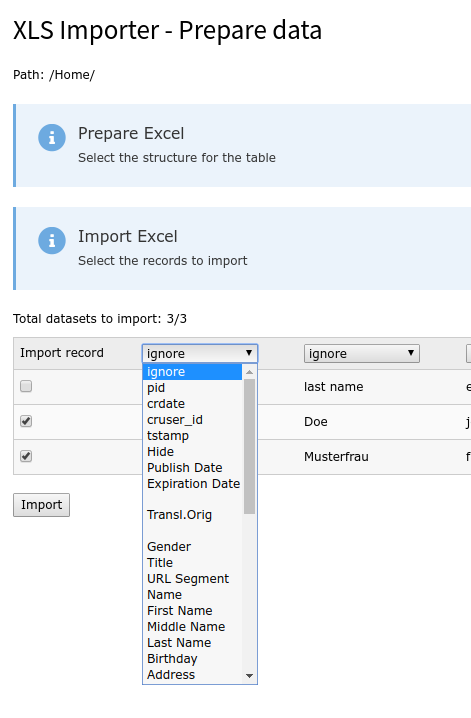 XLS Importer - Prepare data
Path: /Home/
Prepare Excel
Select the structure for the table
Import Excel
Select the records to import
Total datasets to import: 3/3
Import record ignore ignore
ignore
pid
crdate
cruser_id
tstamp
Hide
Publish Date
Expiration Date
Transl.Orig
Gender
Title
URL Segment
Name
First Name
Middle Name
Last Name
Birthday
Address
last name
Doe
Musterfrau
Import